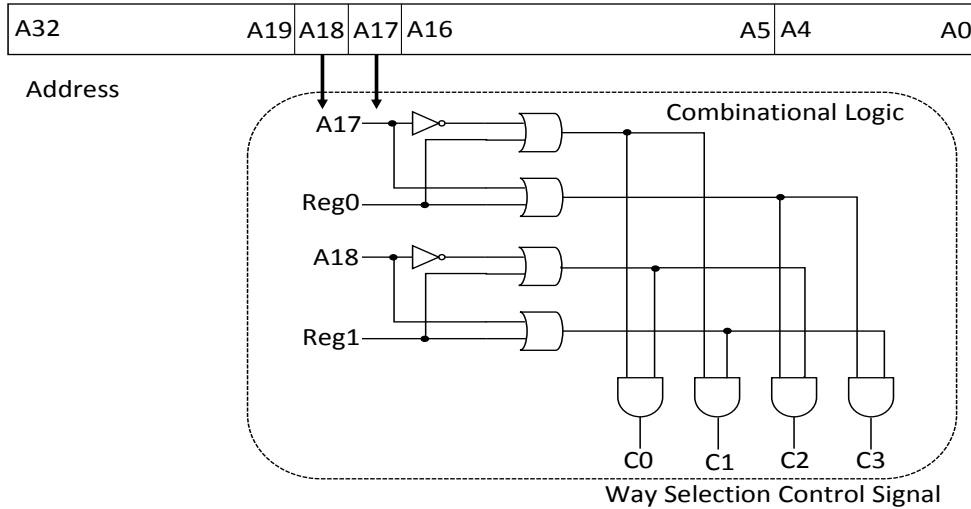 A32 A19 A18 A17 A16 A5 A4 A0
Address
Combinational Logic
A17
Reg0
A18
Reg1
C0 C1 C2 C3
Way Selection Control Signal